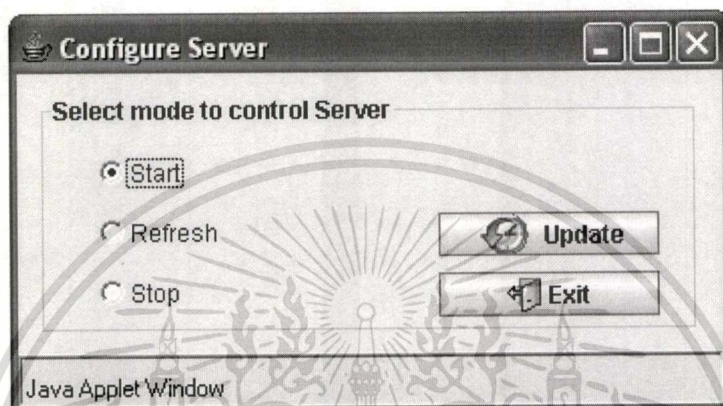 Configure Server
Select mode to control Server
Start
Refresh
Update
Stop
Exit
Java Applet Window